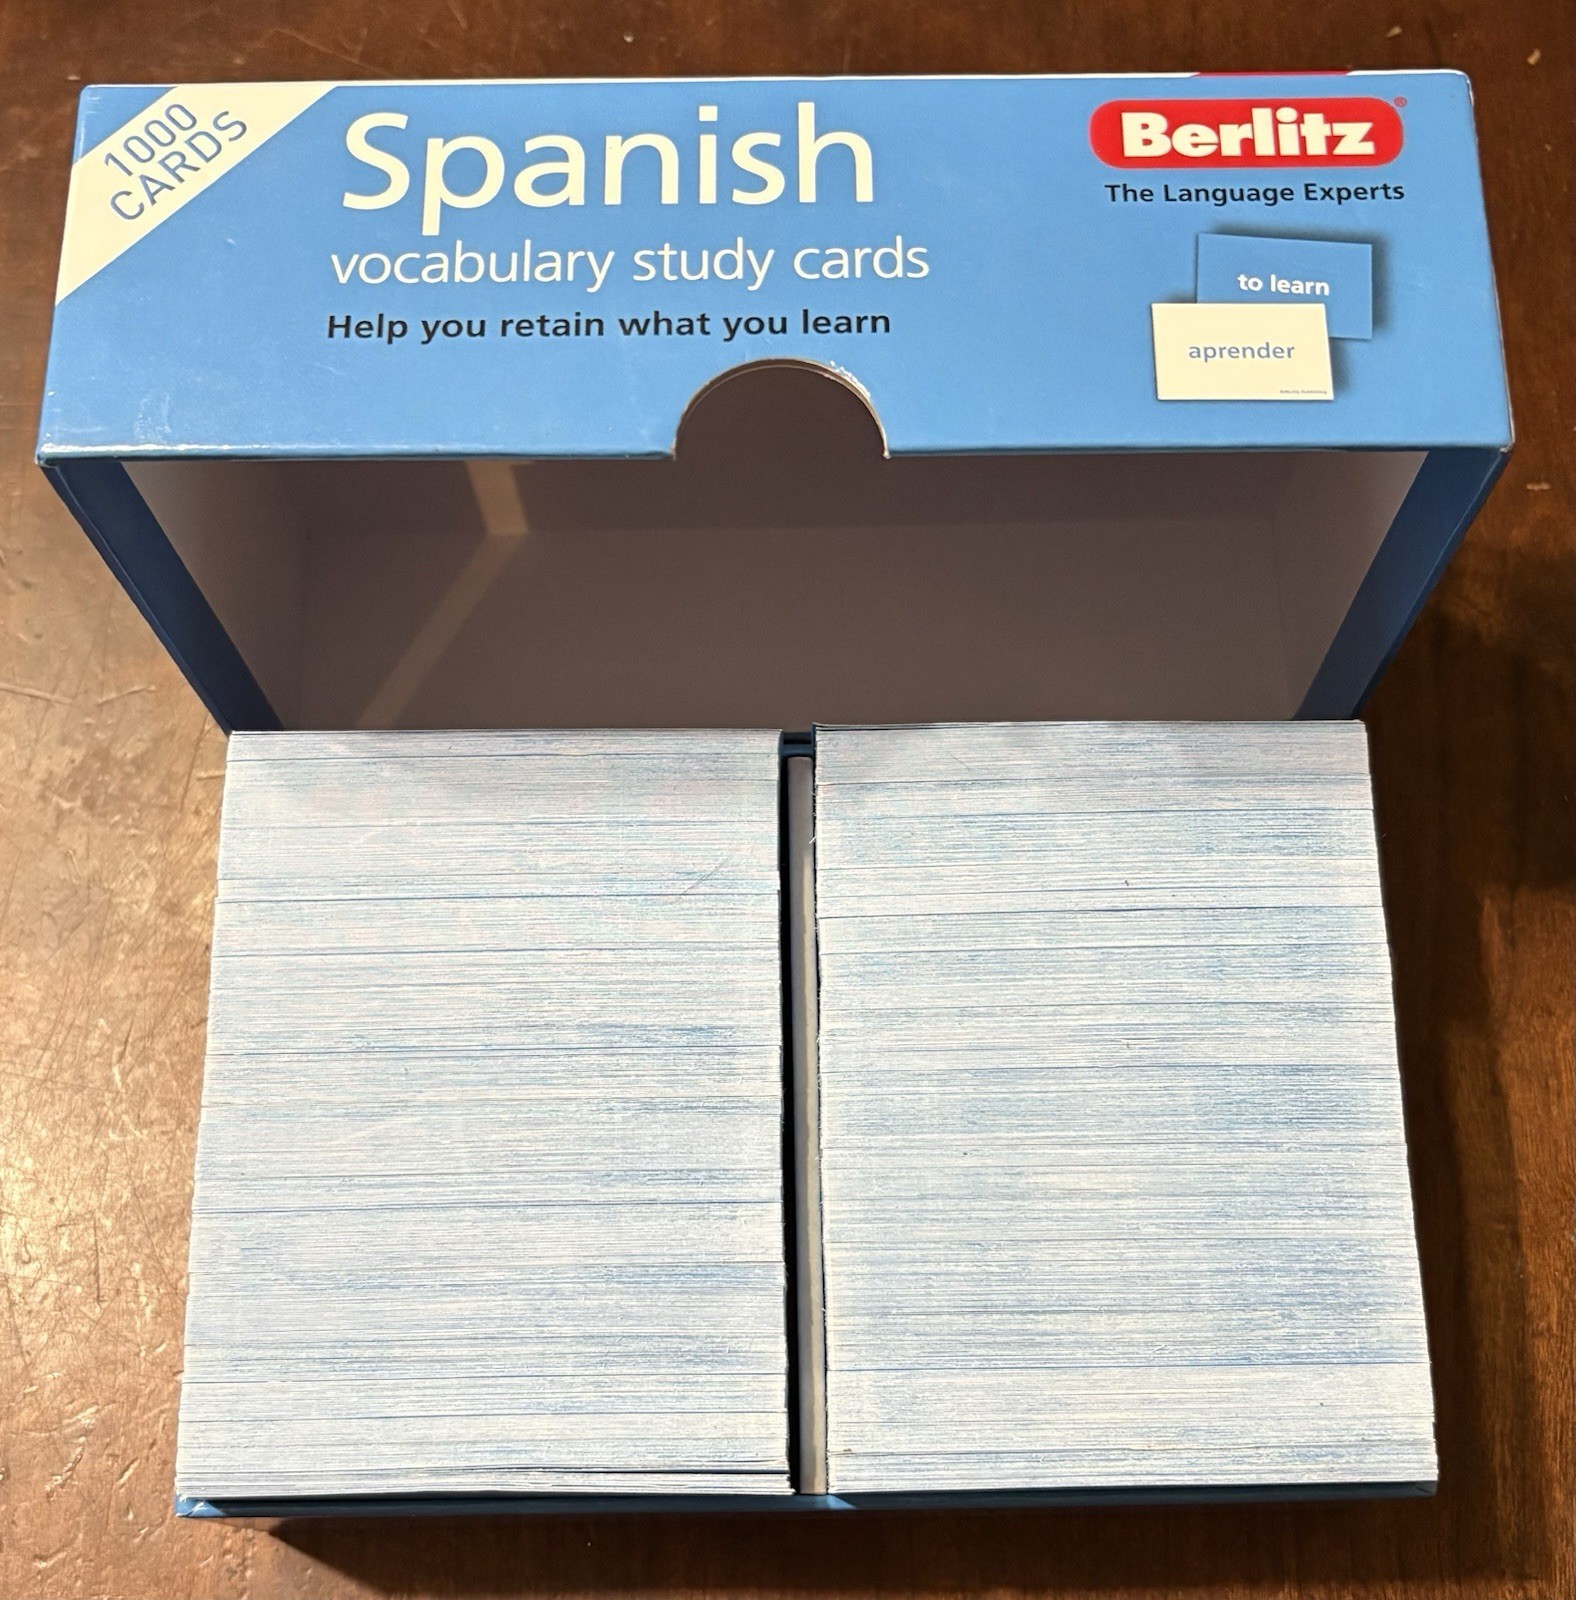 1000
CARDS
Spanish
vocabulary study cards
Help you retain what you learn
Berlitz®
The Language Experts
to learn
aprender